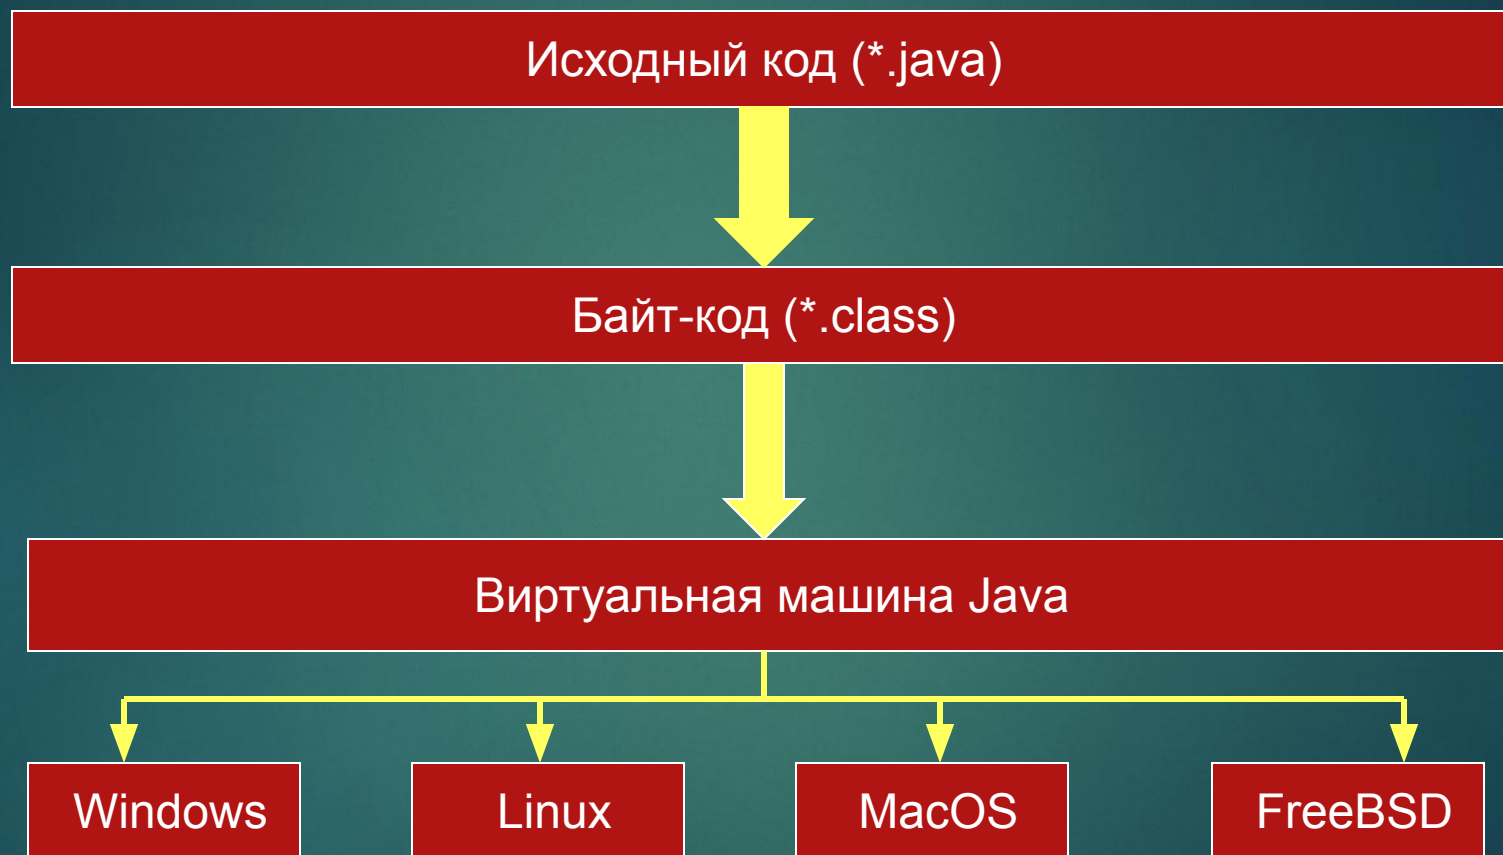 Исходный код (*.java)
Байт-код (*.class)
Виртуальная машина Java
Windows
Linux
MacOS
FreeBSD